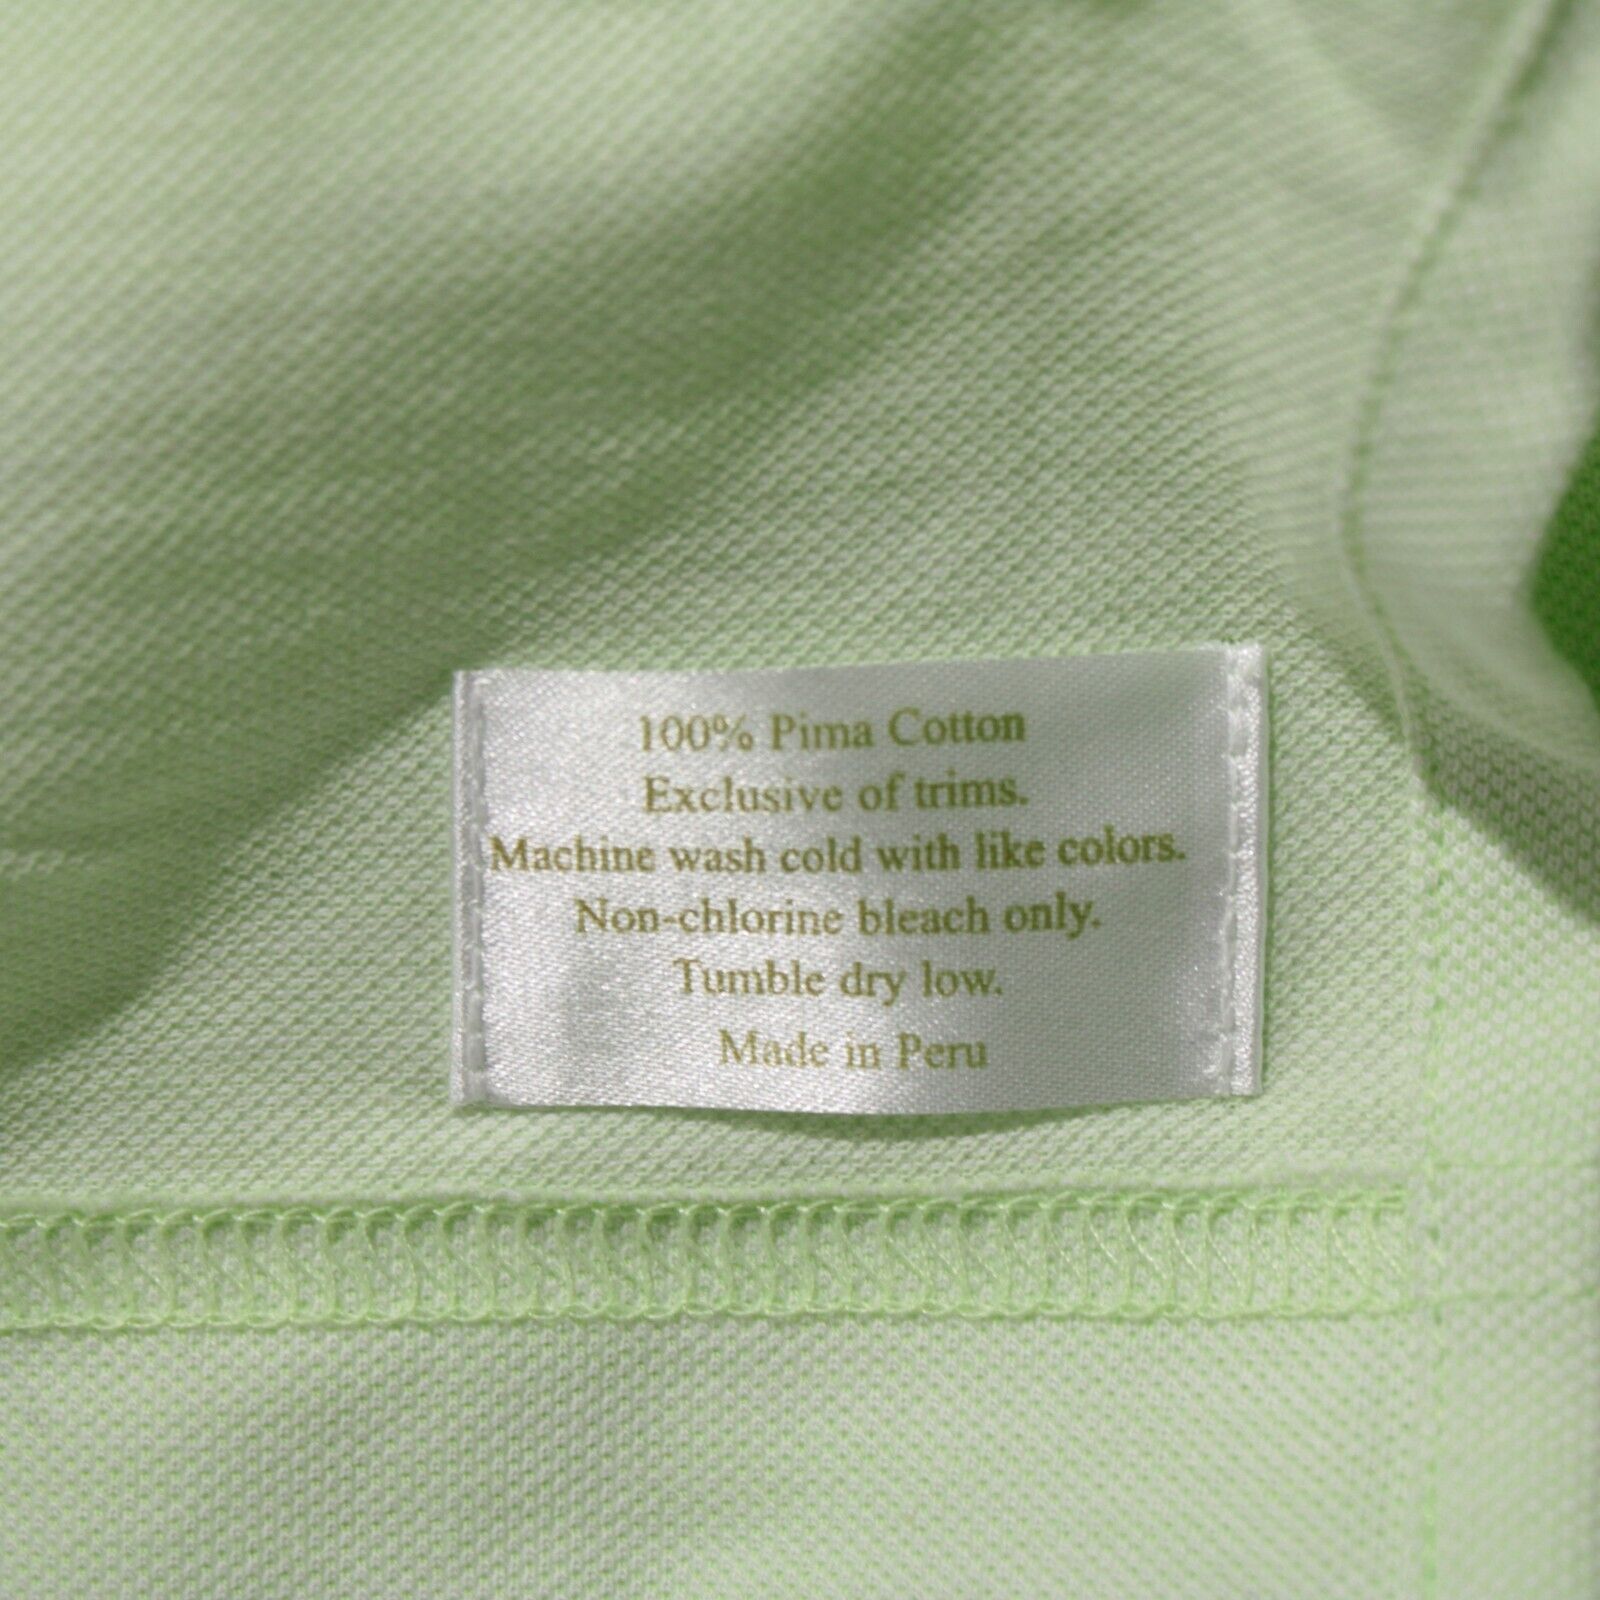 100% Pima Cotton
Exclusive of trims.
Machine wash cold with like colors.
Non-chlorine bleach only.
Tumble dry low.
Made in Peru